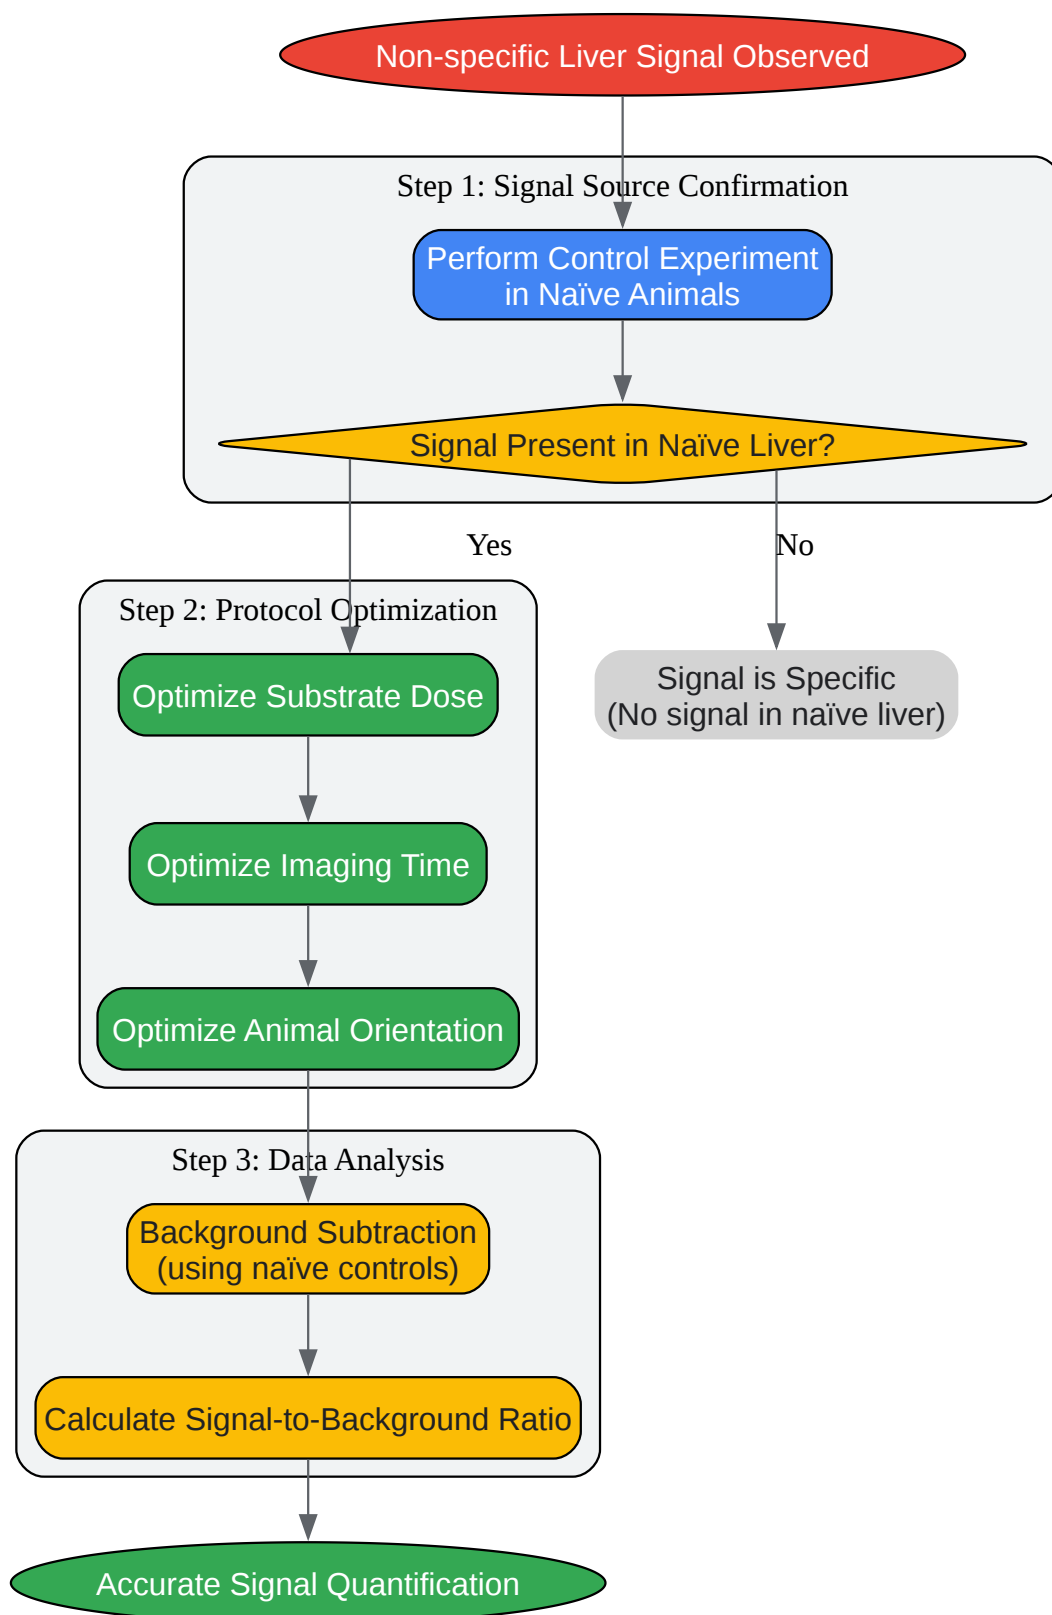 Non-specific Liver Signal Observed
Step 1: Signal Source Confirmation
Perform Control Experiment
in Naïve Animals
Signal Present in Naïve Liver?
Yes
No
Step 2: Protocol Optimization
Optimize Substrate Dose
Signal is Specific
(No signal in naïve liver)
Optimize Imaging Time
Optimize Animal Orientation
Step 3: Data Analysis
Background Subtraction
(using naïve controls)
Calculate Signal-to-Background Ratio
Accurate Signal Quantification